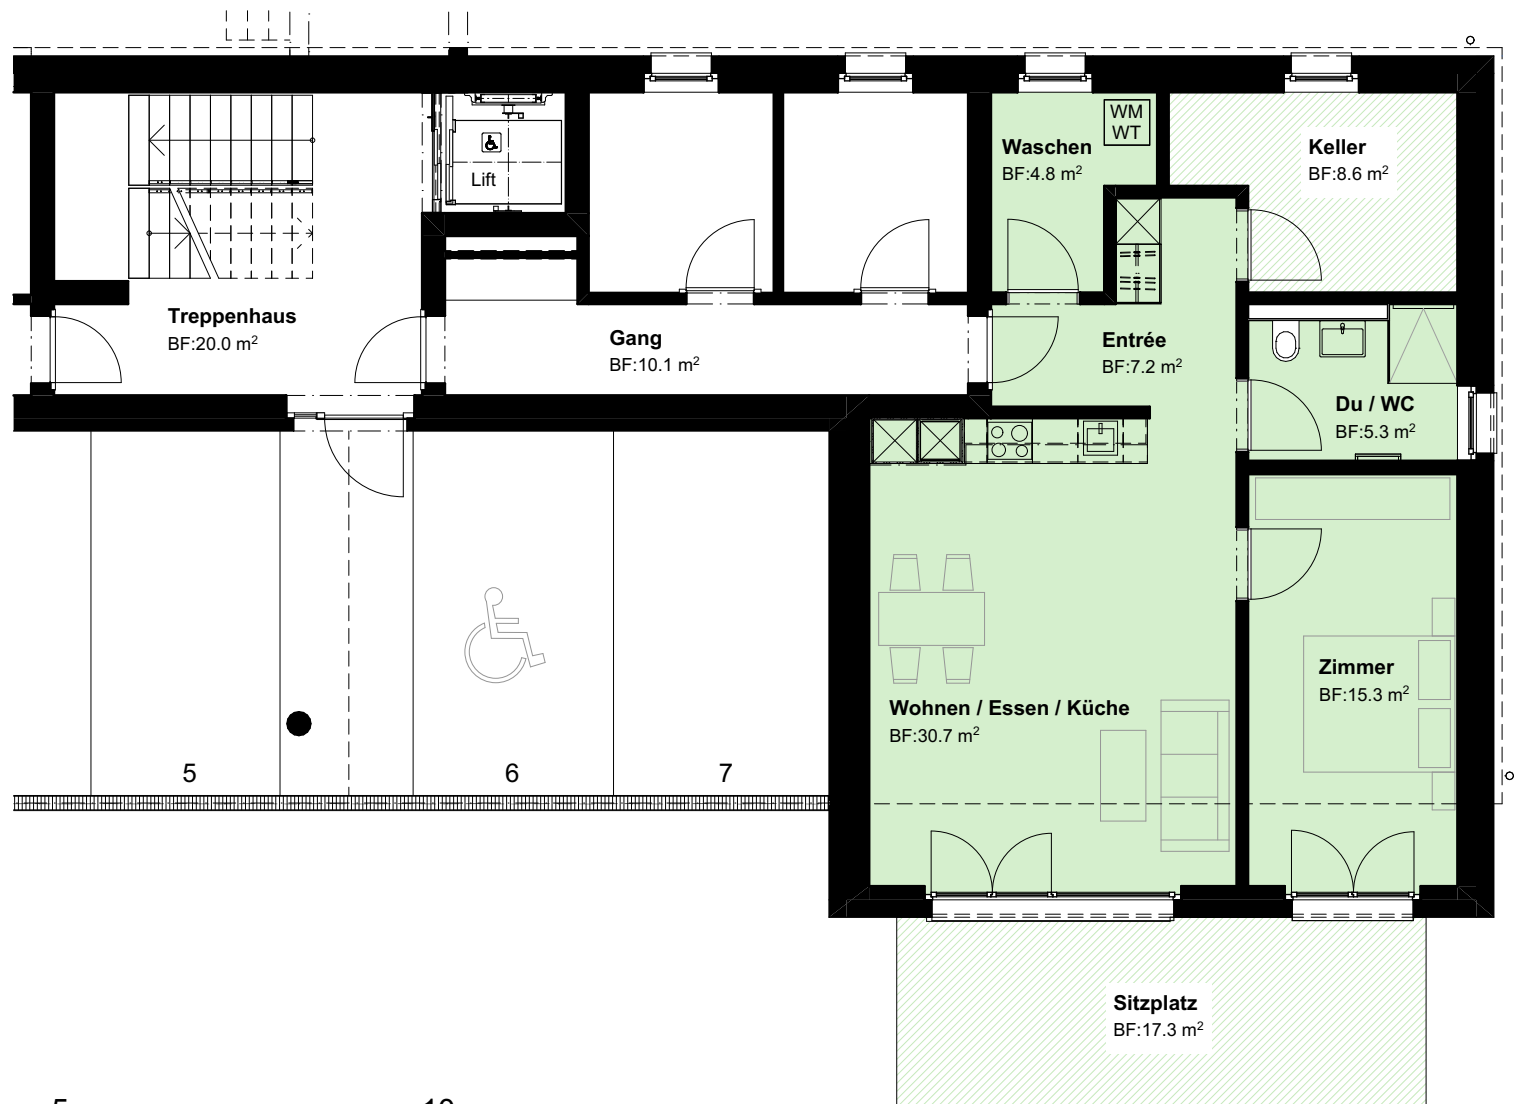 WM
WT
Waschen
BF:4.8 m²
Keller
BF:8.6 m²
Lift
Treppenhaus
BF:20.0 m²
Gang
BF:10.1 m²
Entrée
BF:7.2 m²
Du / WC
BF:5.3 m²
Zimmer
BF:15.3 m²
Wohnen / Essen / Küche
BF:30.7 m²
5
6
7
Sitzplatz
BF:17.3 m²